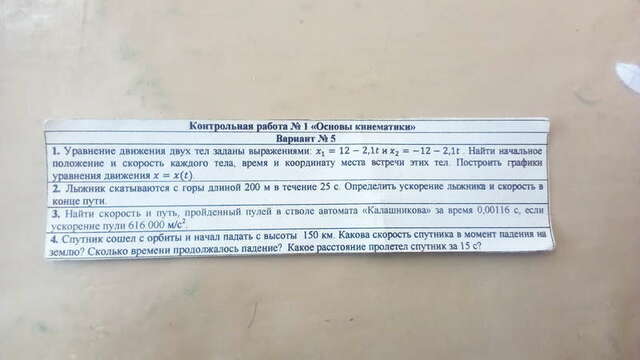 Контрольная работа № 1 «Основы кинематики»
Вариант № 5
1. Уравнение движения двух тел заданы выражениями: x₁ = 12 − 2,1t и x₂ = −12 − 2,1t. Найти начальное
положение и скорость каждого тела, время и координату места встречи этих тел. Построить графики
уравнения движения x = x(t).
2. Лыжник скатываются с горы длиной 200 м в течение 25 с. Определить ускорение лыжника и скорость в
конце пути.
3. Найти скорость и путь, пройденный пулей в стволе автомата «Калашникова» за время 0,00116 с, если
ускорение пули 616 000 м/с².
4. Спутник сошел с орбиты и начал падать с высоты 150 км. Какова скорость спутника в момент падения на
землю? Сколько времени продолжалось падение? Какое расстояние пролетел спутник за 15 с?